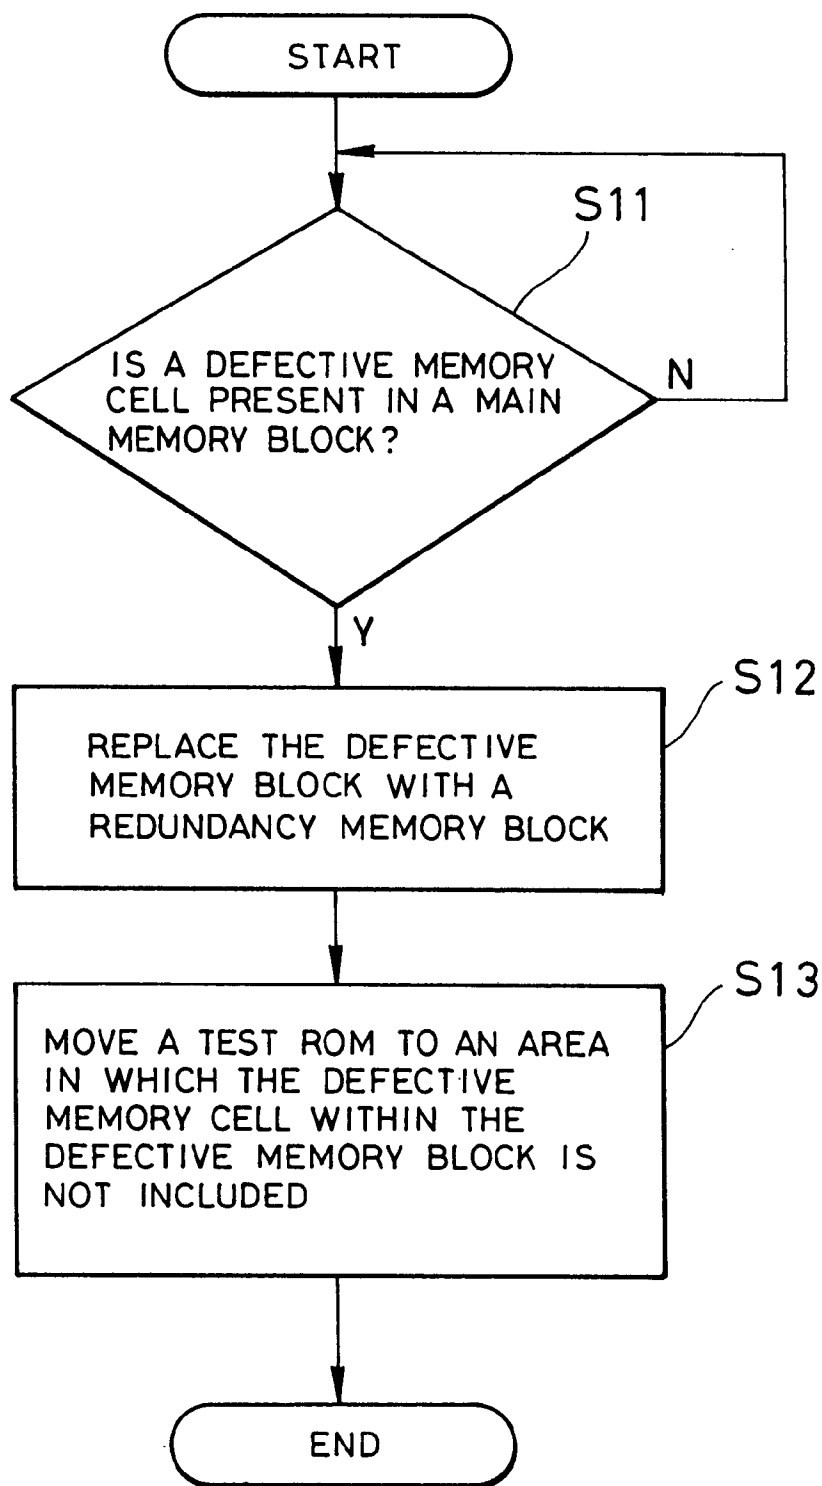 START
S11
IS A DEFECTIVE MEMORY
CELL PRESENT IN A MAIN
MEMORY BLOCK?
N
Y
S12
REPLACE THE DEFECTIVE
MEMORY BLOCK WITH A
REDUNDANCY MEMORY BLOCK
S13
MOVE A TEST ROM TO AN AREA
IN WHICH THE DEFECTIVE
MEMORY CELL WITHIN THE
DEFECTIVE MEMORY BLOCK IS
NOT INCLUDED
END